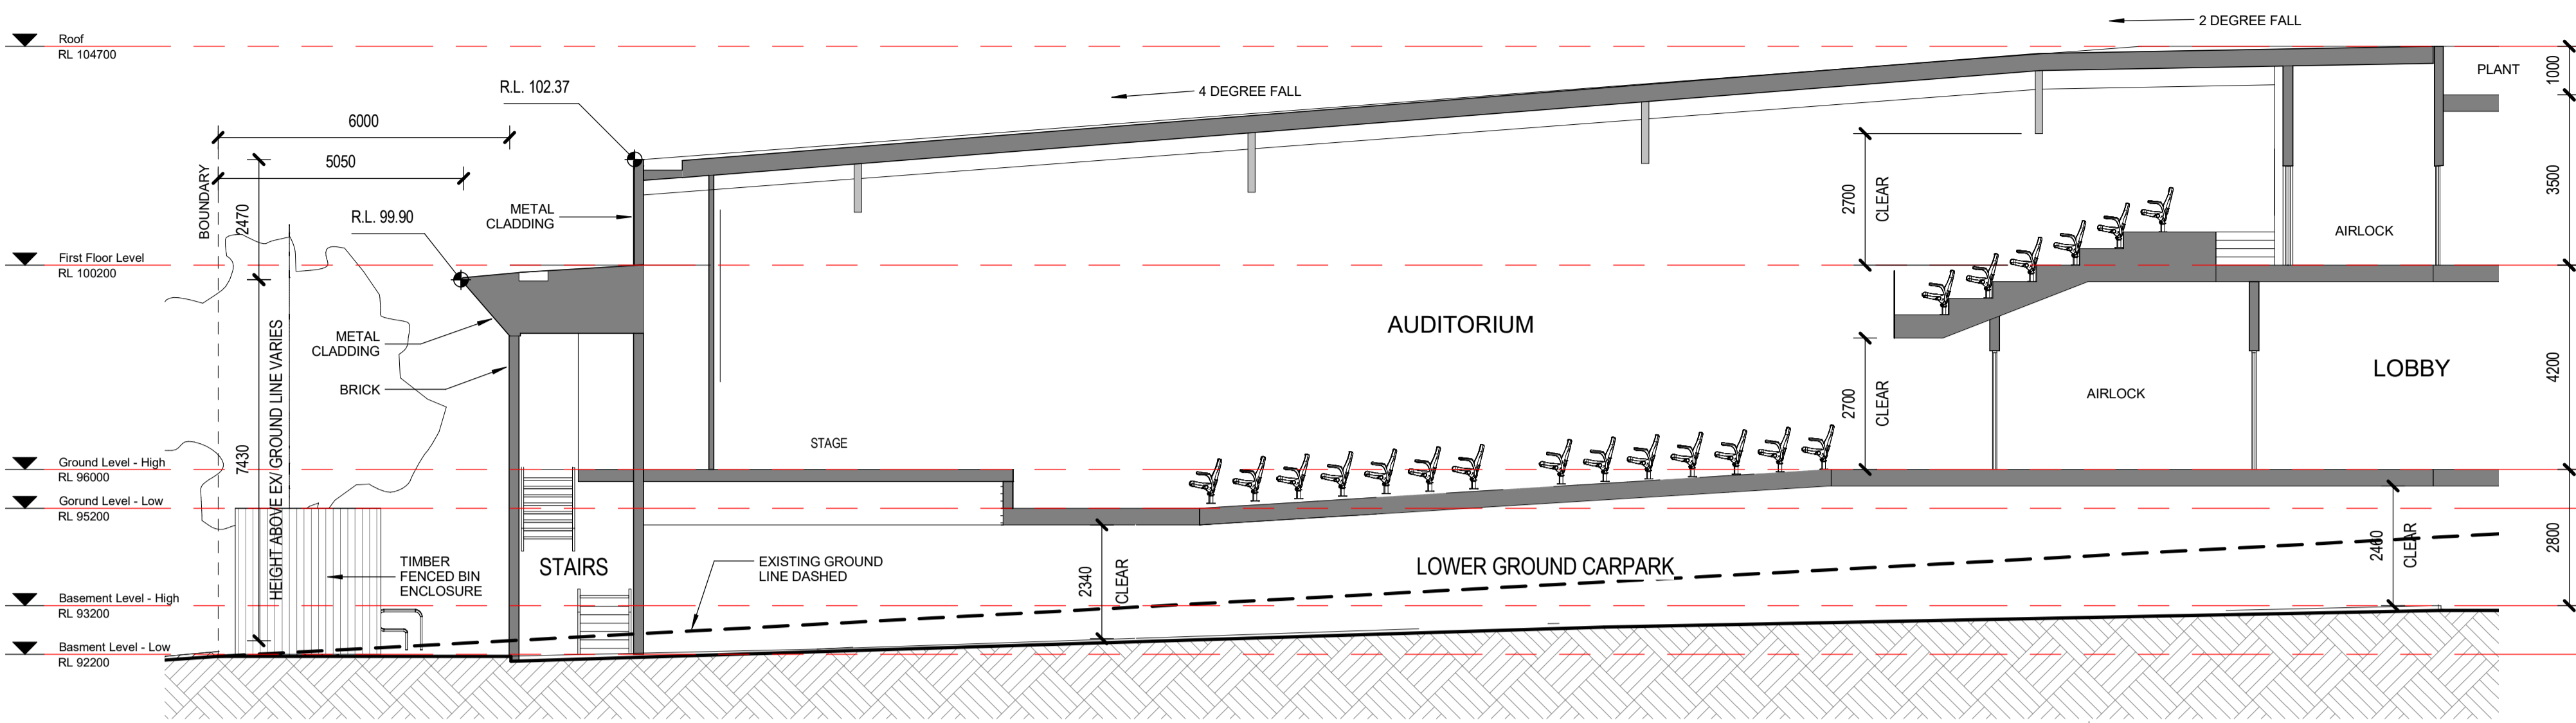 2 DEGREE FALL
Roof
RL 104700
PLANT
1000
R.L. 102.37
4 DEGREE FALL
6000
5050
BOUNDARY
2470
METAL
CLADDING
R.L. 99.90
2700
CLEAR
3500
AIRLOCK
First Floor Level
RL 100200
HEIGHT ABOVE EX/ GROUND LINE VARIES
METAL
CLADDING
BRICK
AUDITORIUM
LOBBY
4200
AIRLOCK
2700
CLEAR
7430
STAGE
Ground Level - High
RL 96000
Gorund Level - Low
RL 95200
TIMBER
FENCED BIN
ENCLOSURE
STAIRS
EXISTING GROUND
LINE DASHED
2340
CLEAR
LOWER GROUND CARPARK
2460
CLEAR
2800
Basement Level - High
RL 93200
Basment Level - Low
RL 92200